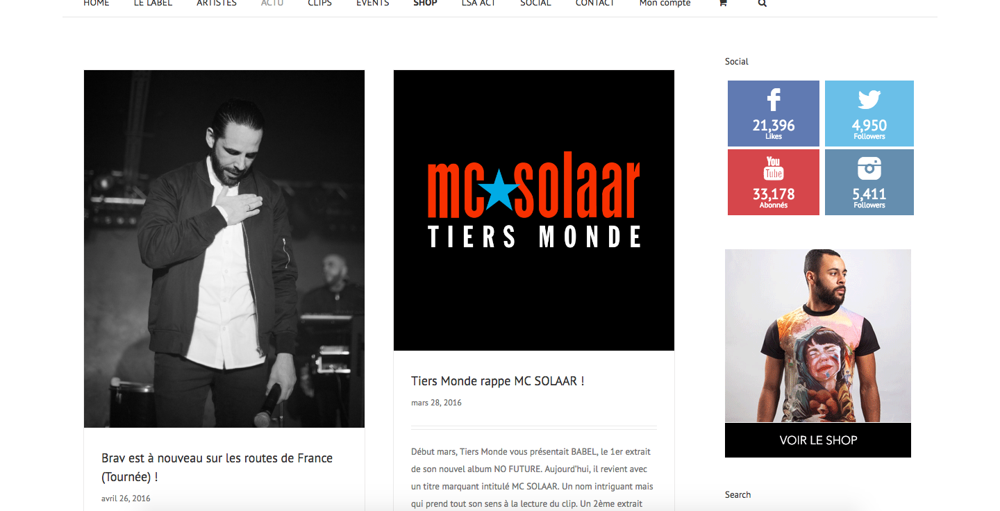 HOME LE LABEL ARTISTES ACTU CLIPS EVENTS SHOP LSA ACT SOCIAL CONTACT Mon compte
mc solaar
TIERS MONDE
Brav est à nouveau sur les routes de France
(Tournée) !
avril 26, 2016
Tiers Monde rappe MC SOLAAR !
mars 28, 2016
Début mars, Tiers Monde vous présentait BABEL, le 1er extrait
de son nouvel album NO FUTURE. Aujourd'hui, il revient avec
un titre marquant intitulé MC SOLAAR. Un nom intriguant mais
qui prend tout son sens à la lecture du clip. Un 2ème extrait
Social
21,396
Likes
4,950
Followers
You
Tube
33,178
Abonnés
5,411
Followers
VOIR LE SHOP
Search